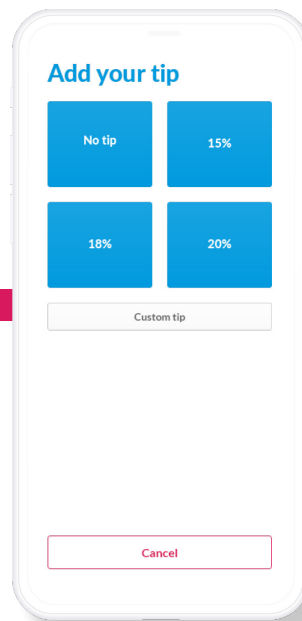 Add your tip
No tip
15%
18%
20%
Custom tip
Cancel